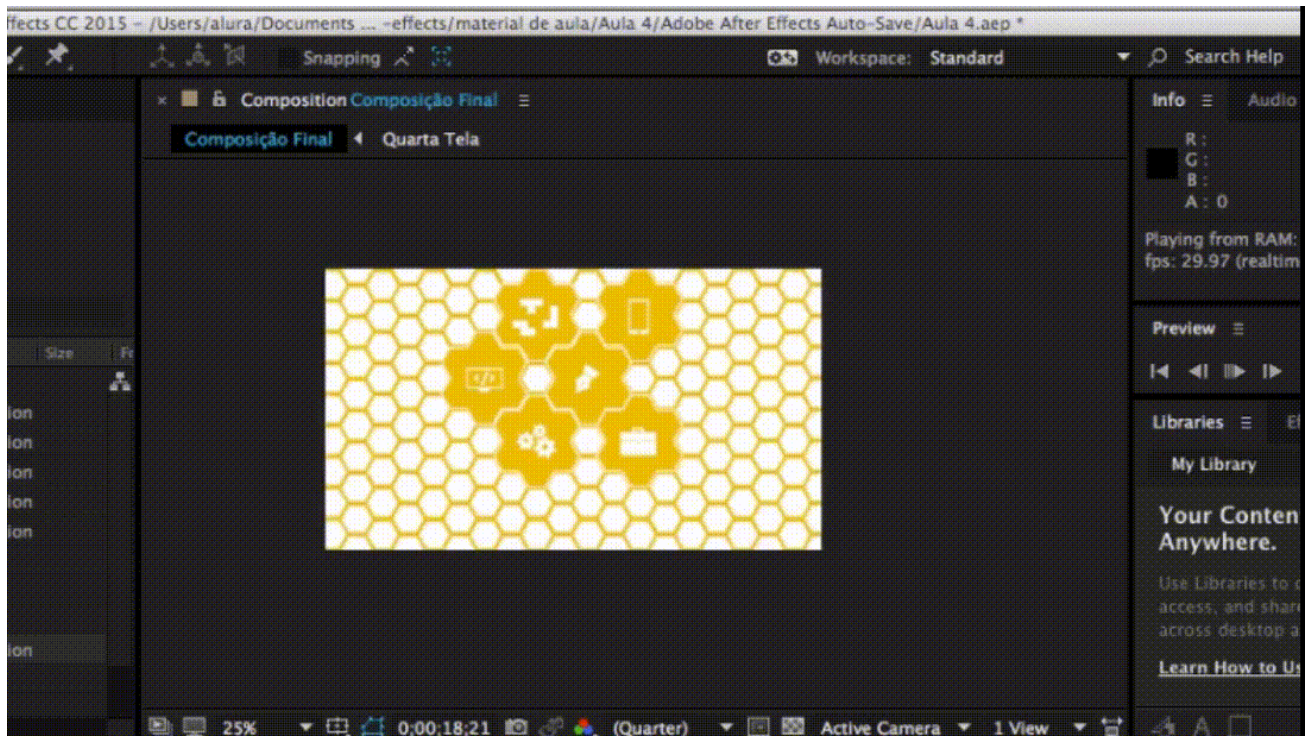 ffects CC 2015 - /Users/alura/Documents ... -effects/material de aula/Aula 4/Adobe After Effects Auto-Save/Aula 4.aep *
Snapping
Workspace: Standard
Search Help
Composition Composição Final
Info
Audio
Composição Final
Quarta Tela
R :
G :
B :
A : 0
Playing from RAM:
fps: 29.97 (realtim
Preview
Size
Fr
ion
ion
ion
ion
ion
ion
Libraries
Ef
My Library
Your Conten
Anywhere.
Use Libraries to c
access, and shar
across desktop a
Learn How to Us
25%
0;00;18;21
(Quarter)
Active Camera
1 View